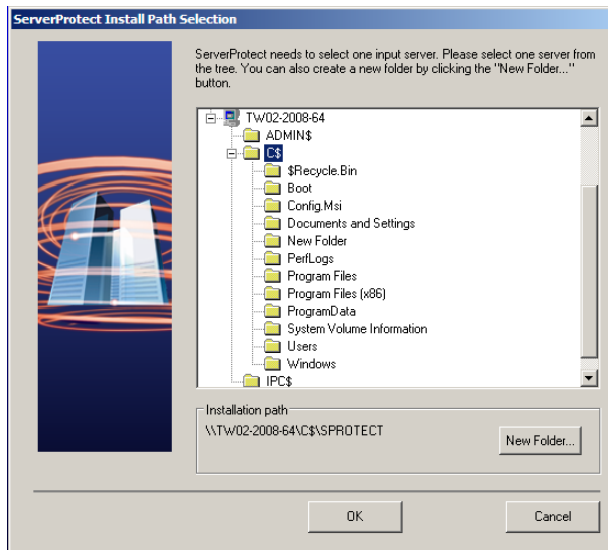 ServerProtect Install Path Selection
ServerProtect needs to select one input server. Please select one server from
the tree. You can also create a new folder by clicking the "New Folder..."
button.
TW02-2008-64
ADMIN$
C$
$Recycle.Bin
Boot
Config.Msi
Documents and Settings
New Folder
PerfLogs
Program Files
Program Files (x86)
ProgramData
System Volume Information
Users
Windows
IPC$
Installation path
\\TW02-2008-64\C$\SPROTECT
New Folder...
OK
Cancel